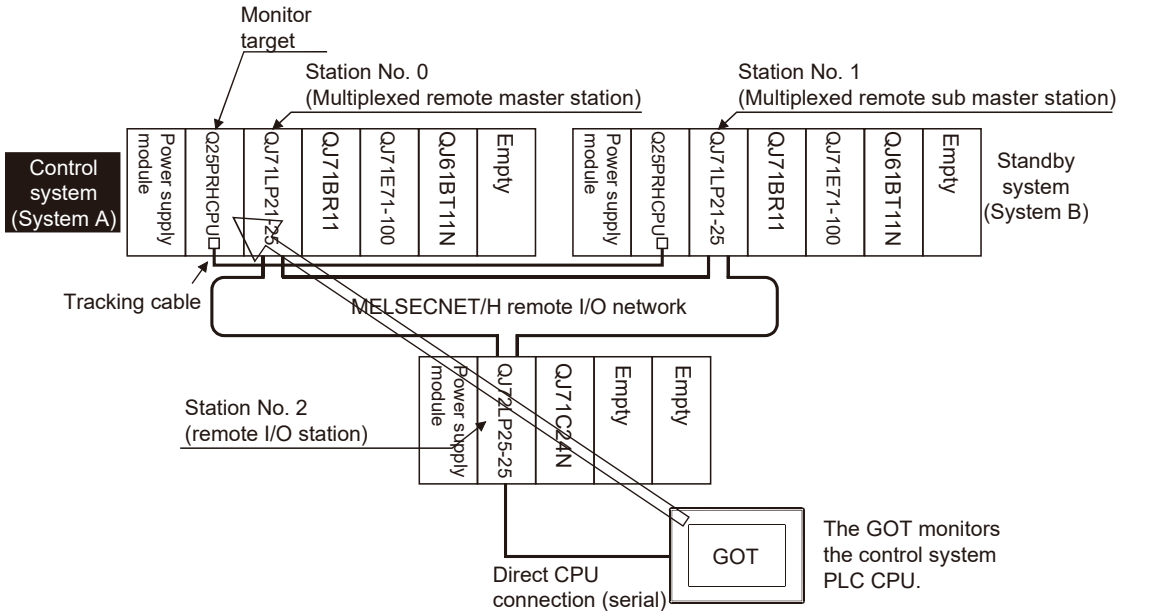 Monitor
target
Station No. 0
(Multiplexed remote master station)
Station No. 1
(Multiplexed remote sub master station)
Control
system
(System A)
Power supply
module
Q25PRHCPU
QJ71LP21-25
QJ71BR11
QJ71E71-100
QJ61BT11N
Empty
Power supply
module
Q25PRHCPU
QJ71LP21-25
QJ71BR11
QJ71E71-100
QJ61BT11N
Empty
Standby
system
(System B)
Tracking cable
MELSECNET/H remote I/O network
Station No. 2
(remote I/O station)
Power supply
module
QJ72LP25-25
QJ71C24N
Empty
Empty
Direct CPU
connection (serial)
GOT
The GOT monitors
the control system
PLC CPU.